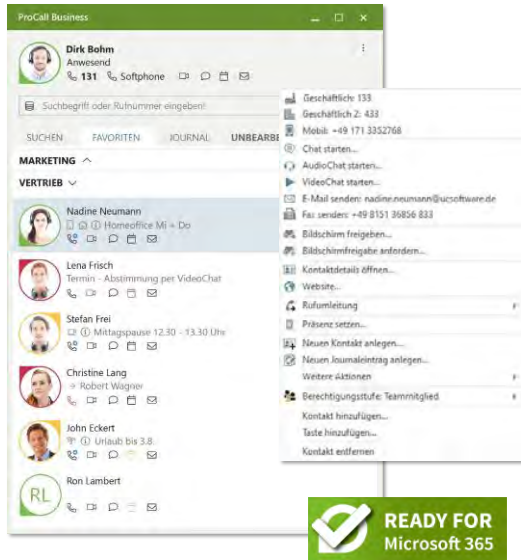 ProCall Business
Dirk Bohm
Anwesend
131 Softphone
Suchbegriff oder Rufnummer eingeben!
SUCHEN FAVORITEN JOURNAL UNBEARBE
MARKETING
VERTRIEB
Nadine Neumann
Homeoffice Mi + Do
Lena Frisch
Termin - Abstimmung per VideoChat
Stefan Frei
Mittagspause 12.30 - 13.30 Uhr
Christine Lang
→ Robert Wagner
John Eckert
Urlaub bis 3.8.
RL
Ron Lambert
Geschäftlich: 133
Geschäftlich 2: 433
Mobil: +49 171 3352768
Chat starten...
AudioChat starten...
VideoChat starten...
E-Mail senden: nadine.neumann@ucsoftware.de
Fax senden: +49 8151 36856 833
Bildschirm freigeben...
Bildschirmfreigabe anfordern...
Kontaktdetails öffnen...
Website...
Rufumleitung
Präsenz setzen...
Neuen Kontakt anlegen...
Neuen Journaleintrag anlegen...
Weitere Aktionen
Berechtigungsstufe: Teammitglied
Kontakt hinzufügen...
Taste hinzufügen...
Kontakt entfernen
READY FOR
Microsoft 365